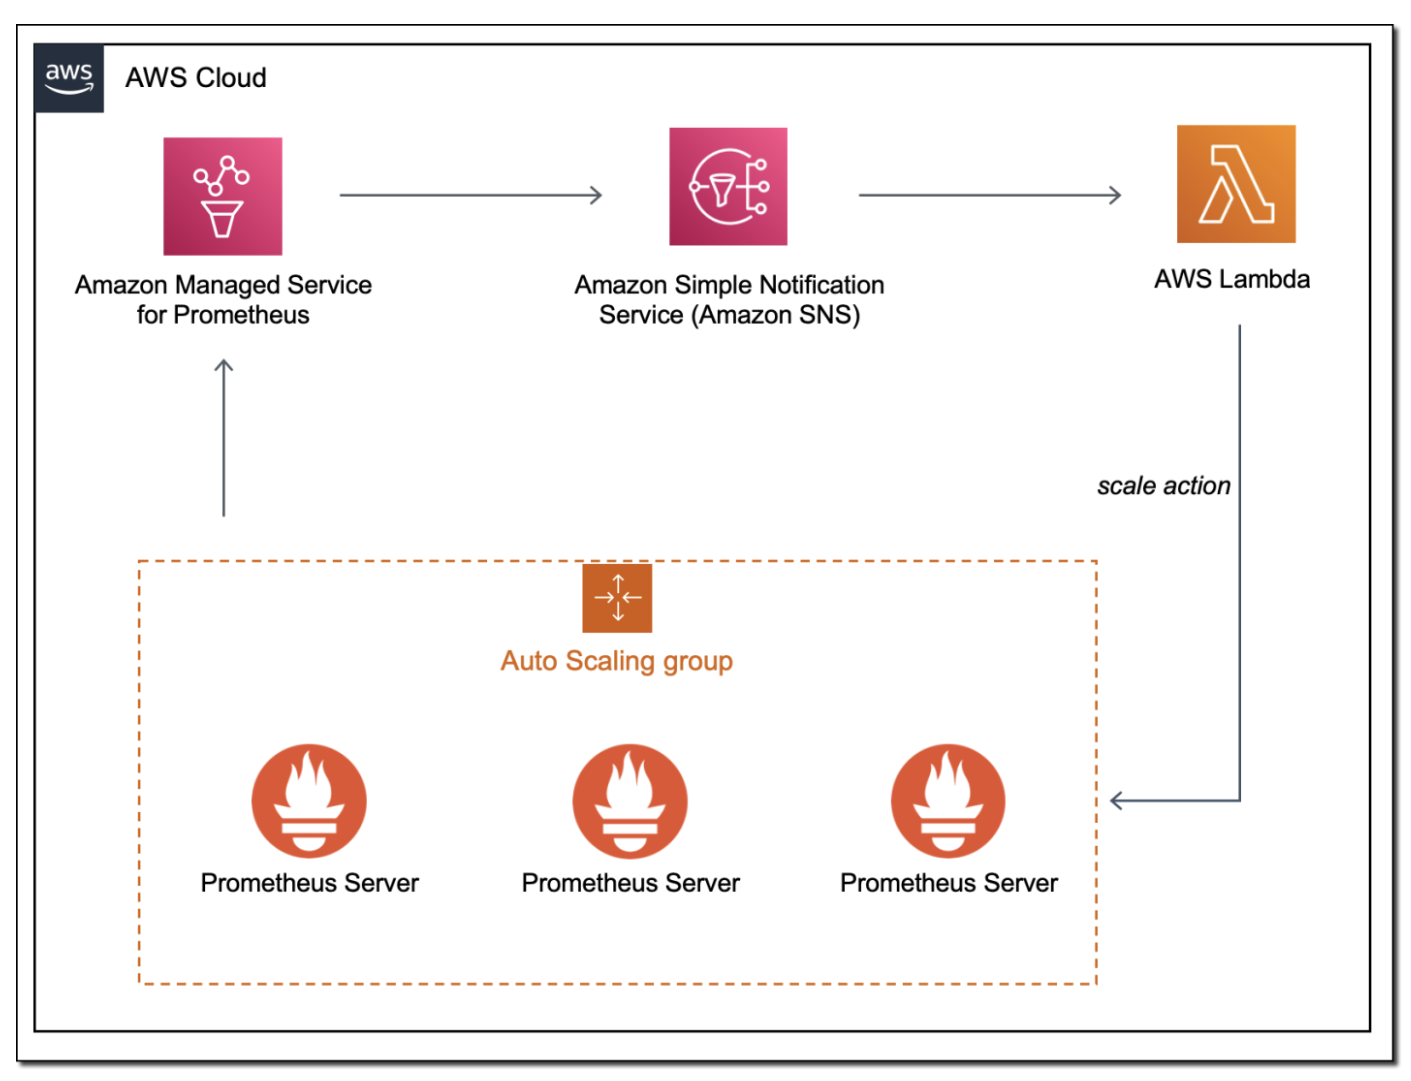 aws
AWS Cloud
Amazon Managed Service
for Prometheus
Amazon Simple Notification
Service (Amazon SNS)
AWS Lambda
scale action
Auto Scaling group
Prometheus Server
Prometheus Server
Prometheus Server